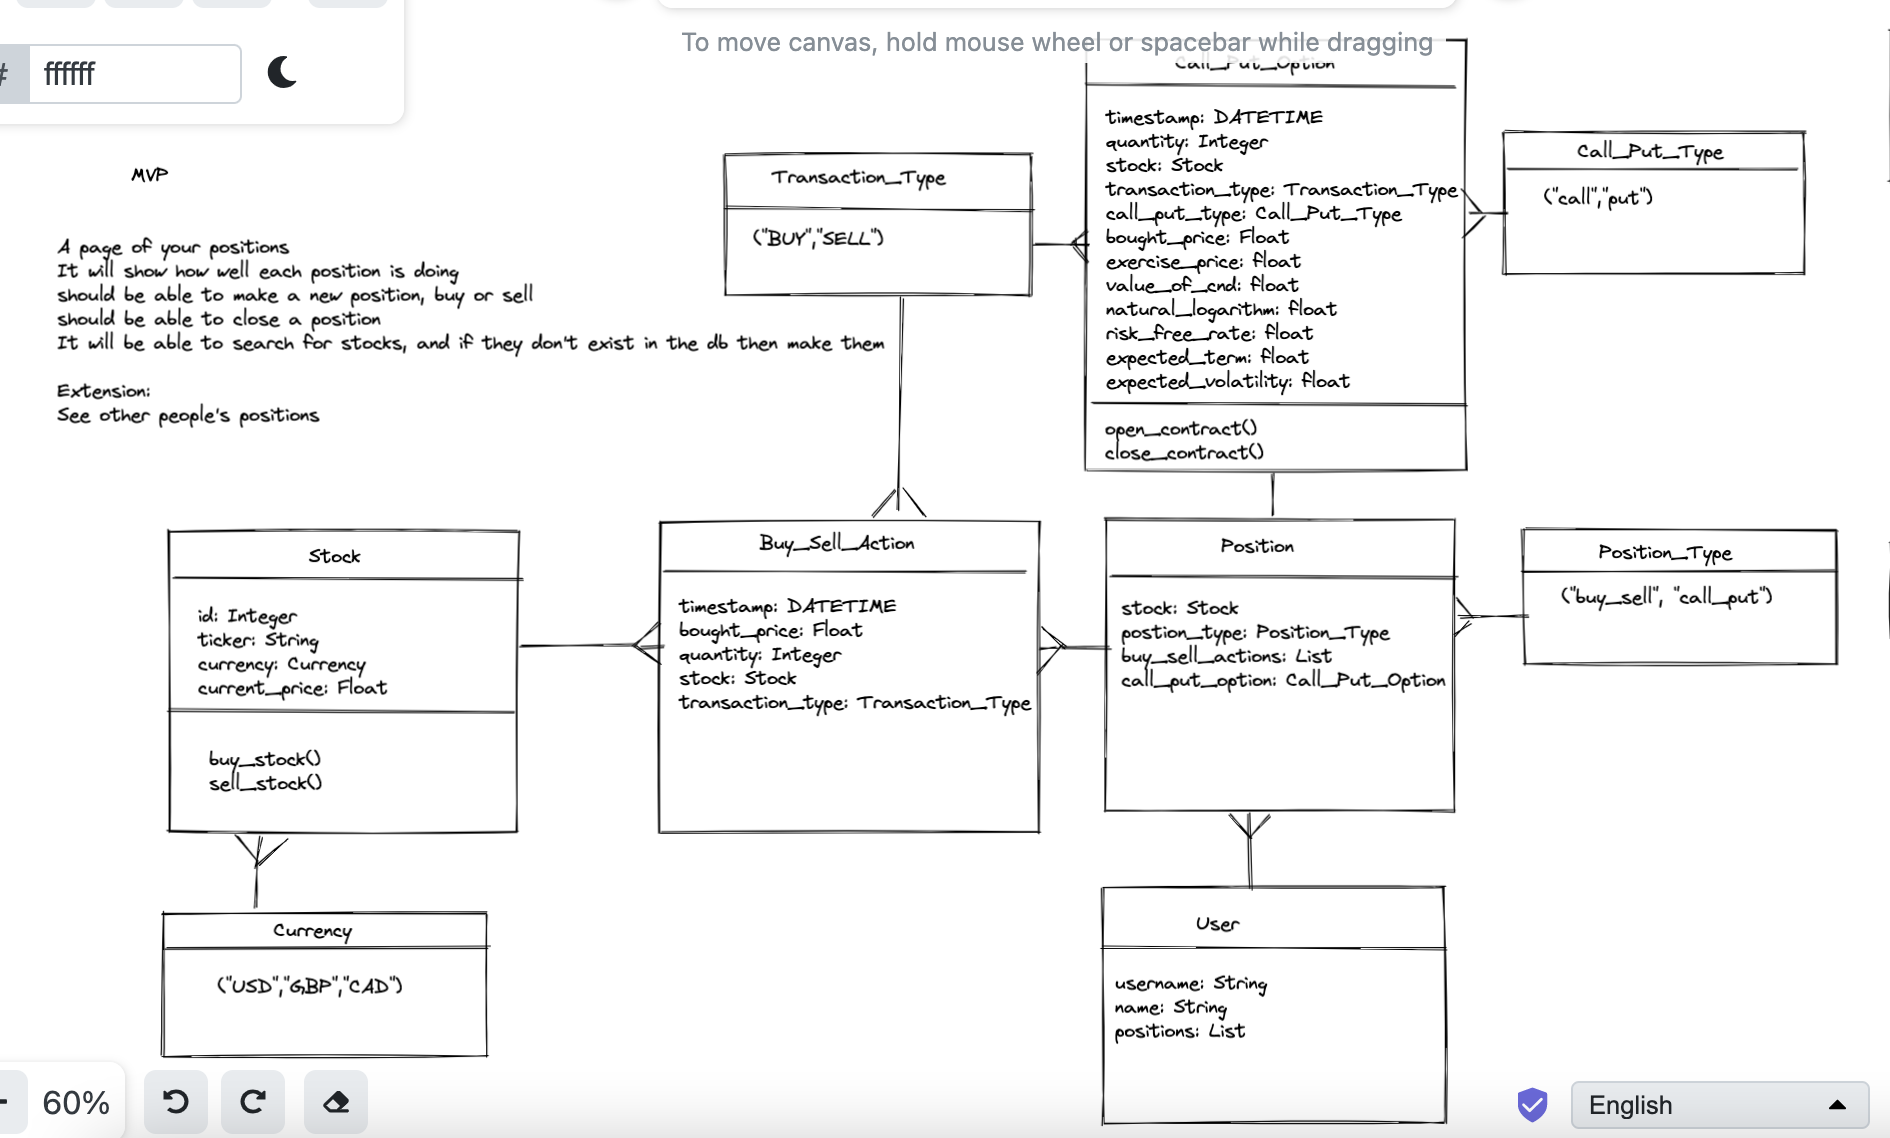 To move canvas, hold mouse wheel or spacebar while dragging
#
ffffff
MVP
A page of your positions
It will show how well each position is doing
should be able to make a new position, buy or sell
should be able to close a position
It will be able to search for stocks, and if they don't exist in the db then make them
Extension:
See other people's positions
Transaction_Type
("BUY","SELL")
Call_Put_Option
timestamp: DATETIME
quantity: Integer
stock: Stock
transaction_type: Transaction_Type
call_put_type: Call_Put_Type
bought_price: Float
exercise_price: float
value_of_cnd: float
natural_logarithm: float
risk_free_rate: float
expected_term: float
expected_volatility: float
open_contract()
close_contract()
Call_Put_Type
("call","put")
Stock
id: Integer
ticker: String
currency: Currency
current_price: Float
buy_stock()
sell_stock()
Buy_Sell_Action
timestamp: DATETIME
bought_price: Float
quantity: Integer
stock: Stock
transaction_type: Transaction_Type
Position
stock: Stock
postion_type: Position_Type
buy_sell_actions: List
call_put_option: Call_Put_Option
Position_Type
("buy_sell", "call_put")
Currency
("USD","GBP","CAD")
User
username: String
name: String
positions: List
60%
English